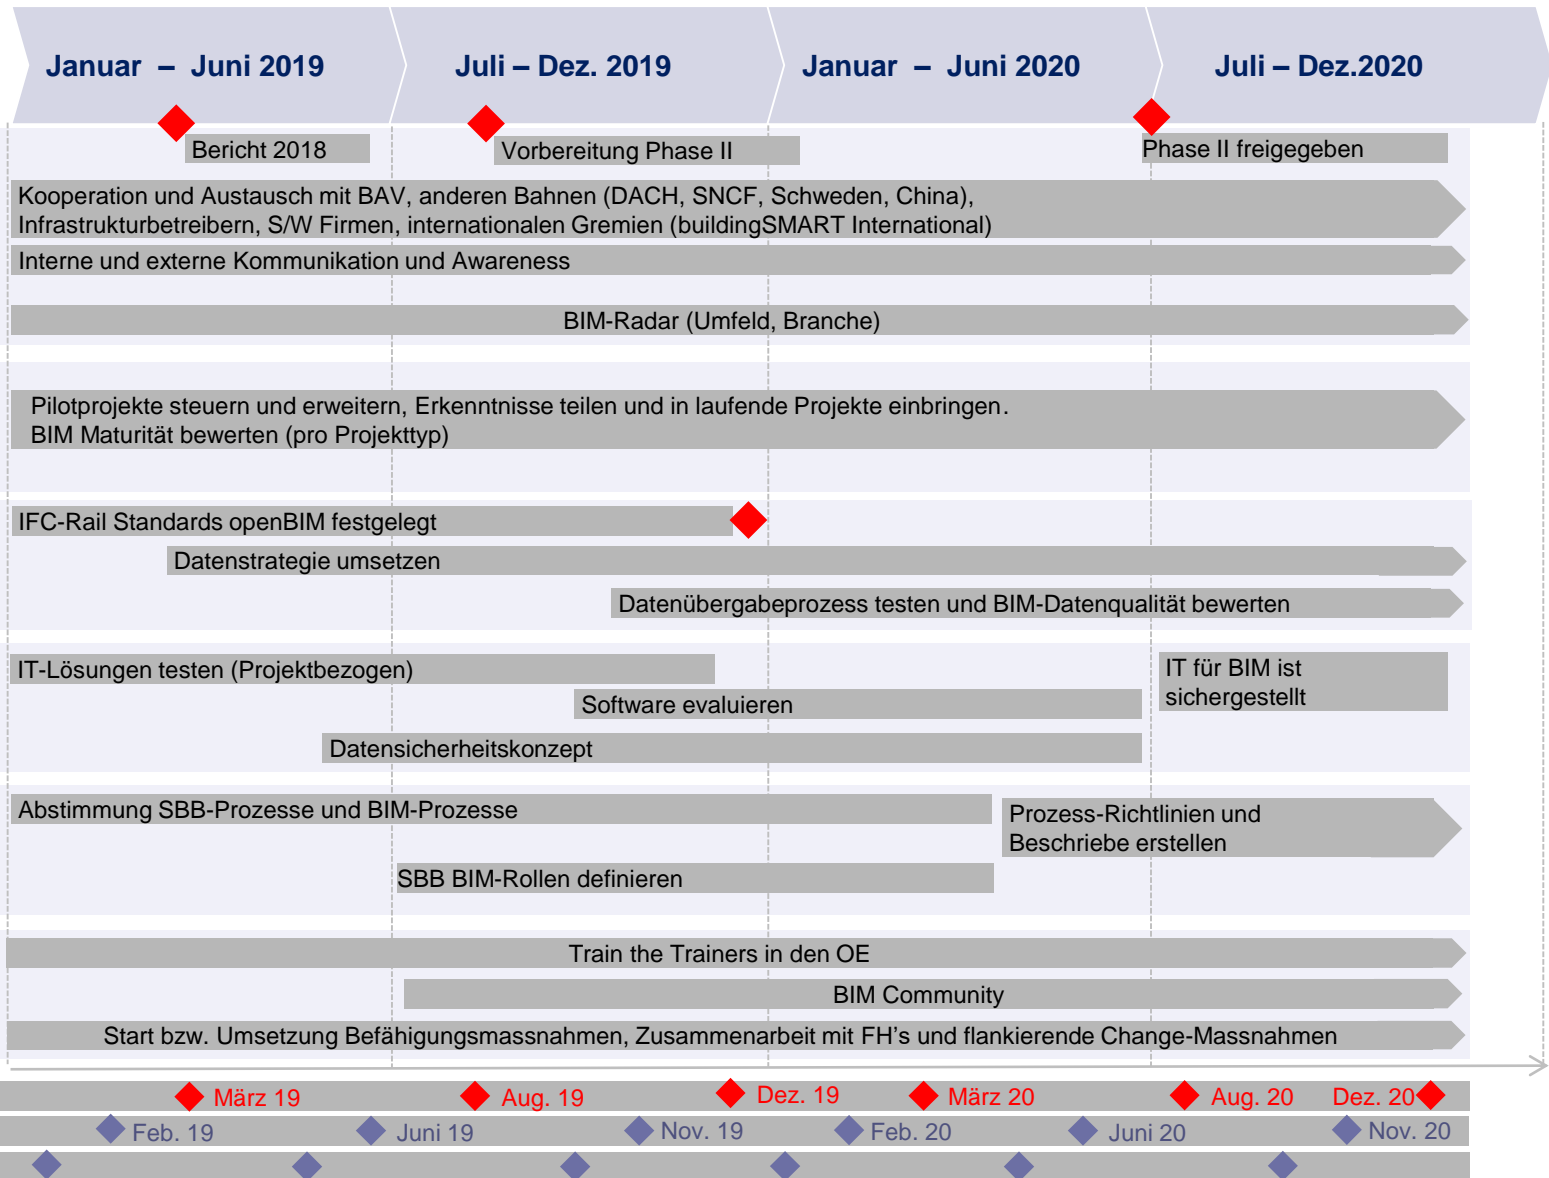 Januar – Juni 2019
Juli – Dez. 2019
Januar – Juni 2020
Juli – Dez.2020
Bericht 2018
Vorbereitung Phase II
Phase II freigegeben
Kooperation und Austausch mit BAV, anderen Bahnen (DACH, SNCF, Schweden, China),
Infrastrukturbetreibern, S/W Firmen, internationalen Gremien (buildingSMART International)
Interne und externe Kommunikation und Awareness
BIM-Radar (Umfeld, Branche)
Pilotprojekte steuern und erweitern, Erkenntnisse teilen und in laufende Projekte einbringen.
BIM Maturität bewerten (pro Projekttyp)
IFC-Rail Standards openBIM festgelegt
Datenstrategie umsetzen
Datenübergabeprozess testen und BIM-Datenqualität bewerten
IT-Lösungen testen (Projektbezogen)
IT für BIM ist
sichergestellt
Software evaluieren
Datensicherheitskonzept
Abstimmung SBB-Prozesse und BIM-Prozesse
Prozess-Richtlinien und
Beschriebe erstellen
SBB BIM-Rollen definieren
Train the Trainers in den OE
BIM Community
Start bzw. Umsetzung Befähigungsmassnahmen, Zusammenarbeit mit FH's und flankierende Change-Massnahmen
März 19
Aug. 19
Dez. 19
März 20
Aug. 20
Dez. 20
Feb. 19
Juni 19
Nov. 19
Feb. 20
Juni 20
Nov. 20